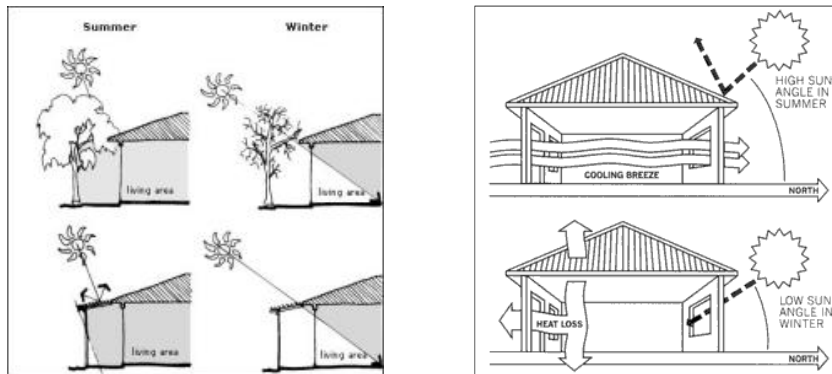 Summer
Winter
living area
living area
living area
living area
HIGH SUN
ANGLE IN
SUMMER
COOLING BREEZE
NORTH
LOW SUN
ANGLE IN
WINTER
HEAT LOSS
NORTH